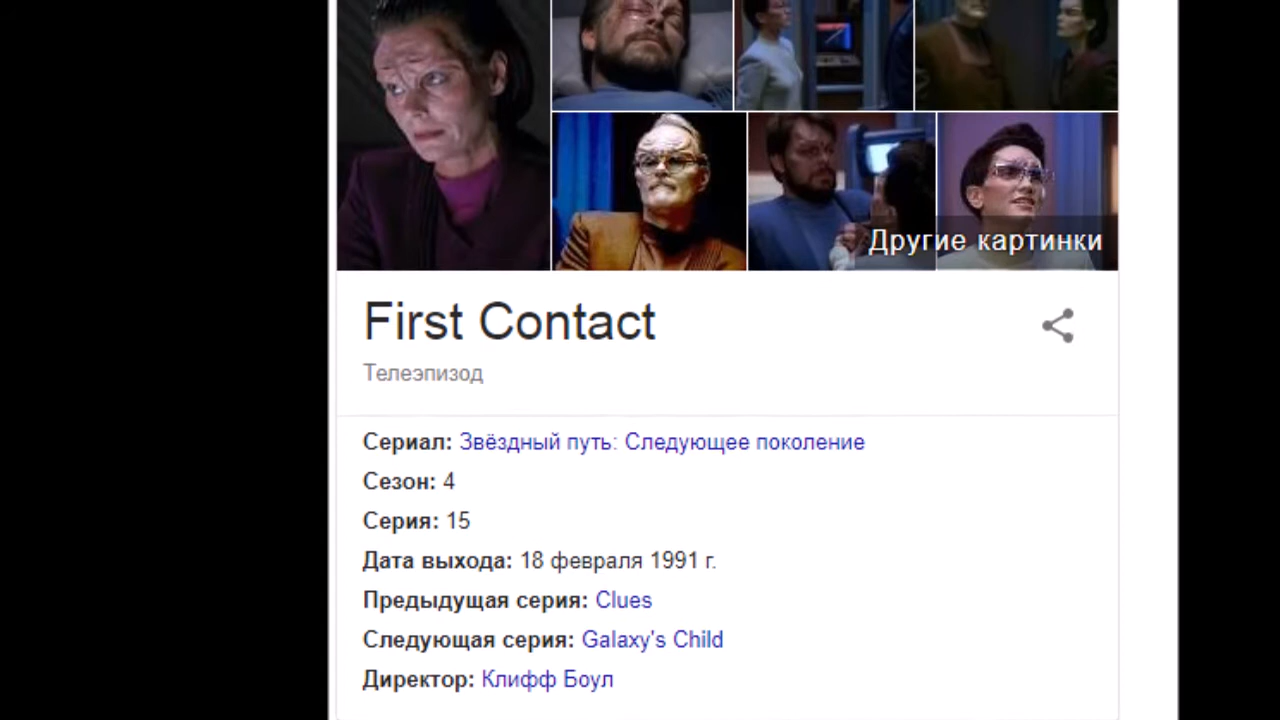 Другие картинки
First Contact
Телеэпизод
Сериал: Звёздный путь: Следующее поколение
Сезон: 4
Серия: 15
Дата выхода: 18 февраля 1991 г.
Предыдущая серия: Clues
Следующая серия: Galaxy's Child
Директор: Клифф Боул